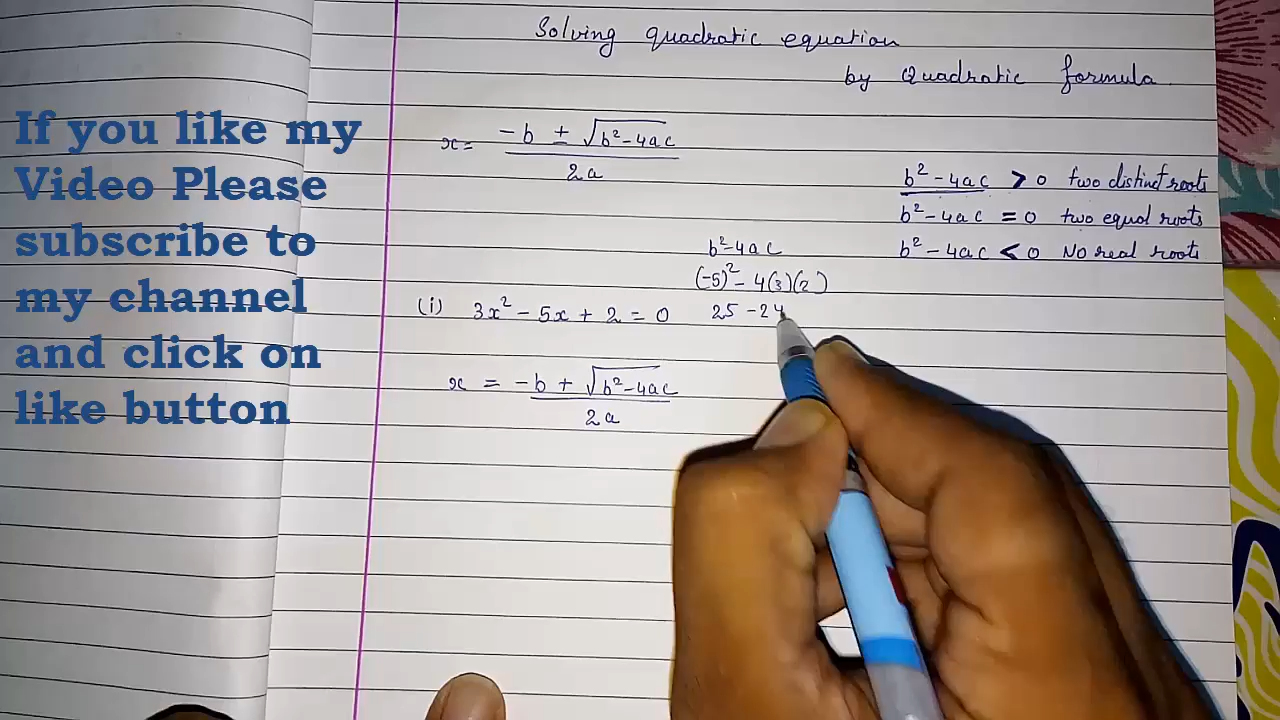 Solving quadratic equation
by Quadratic formula
If you like my
Video Please
subscribe to
my channel
and click on
like button
x = -b ± √b²-4ac
2a
b² - 4ac > 0 two distinct roots
b² - 4ac = 0 two equal roots
b² - 4ac < 0 No real roots
b²-4ac
(-5)² - 4(3)(2)
(i) 3x² - 5x + 2 = 0 25 - 24
x = -b + √b²-4ac
2a